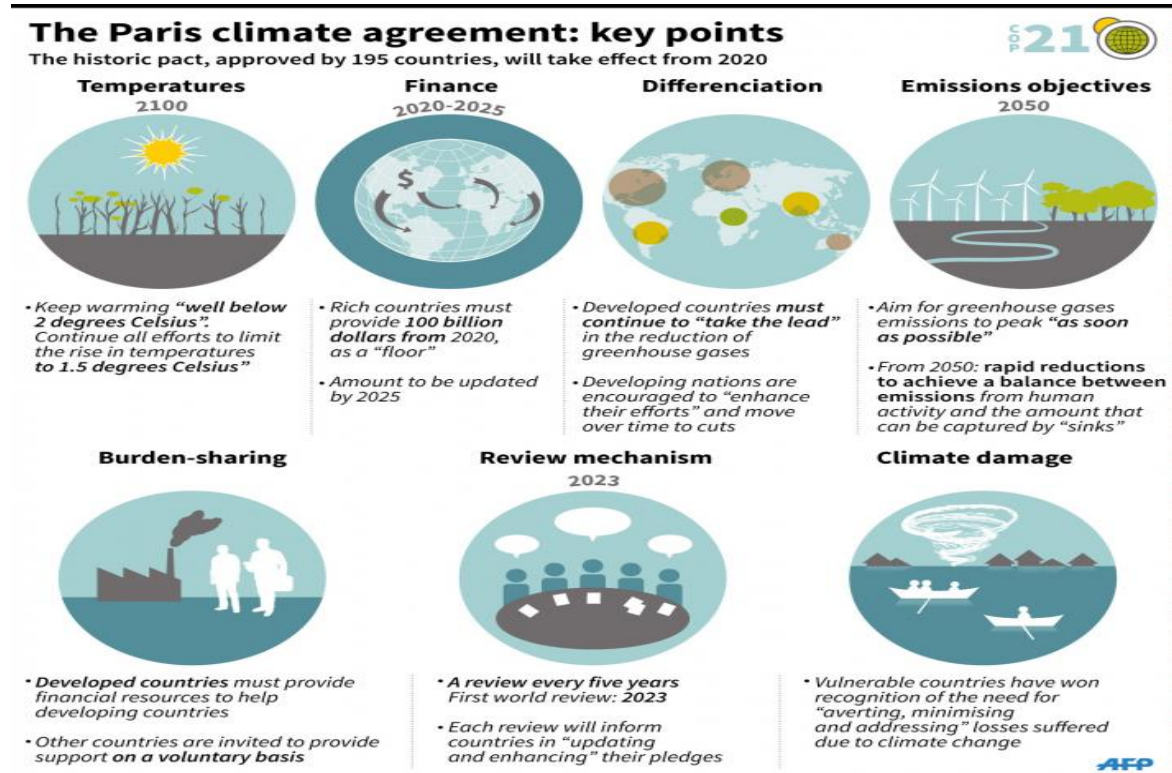 The Paris climate agreement: key points
The historic pact, approved by 195 countries, will take effect from 2020
COP 21
Temperatures
2100
• Keep warming “well below
2 degrees Celsius”.
Continue all efforts to limit
the rise in temperatures
to 1.5 degrees Celsius”
Finance
2020-2025
$
• Rich countries must
provide 100 billion
dollars from 2020,
as a “floor”
• Amount to be updated
by 2025
Differenciation
• Developed countries must
continue to “take the lead”
in the reduction of
greenhouse gases
• Developing nations are
encouraged to “enhance
their efforts” and move
over time to cuts
Emissions objectives
2050
• Aim for greenhouse gases
emissions to peak “as soon
as possible”
• From 2050: rapid reductions
to achieve a balance between
emissions from human
activity and the amount that
can be captured by “sinks”
Burden-sharing
• Developed countries must provide
financial resources to help
developing countries
• Other countries are invited to provide
support on a voluntary basis
Review mechanism
2023
• A review every five years
First world review: 2023
• Each review will inform
countries in “updating
and enhancing” their pledges
Climate damage
• Vulnerable countries have won
recognition of the need for
“averting, minimising
and addressing” losses suffered
due to climate change
AFP